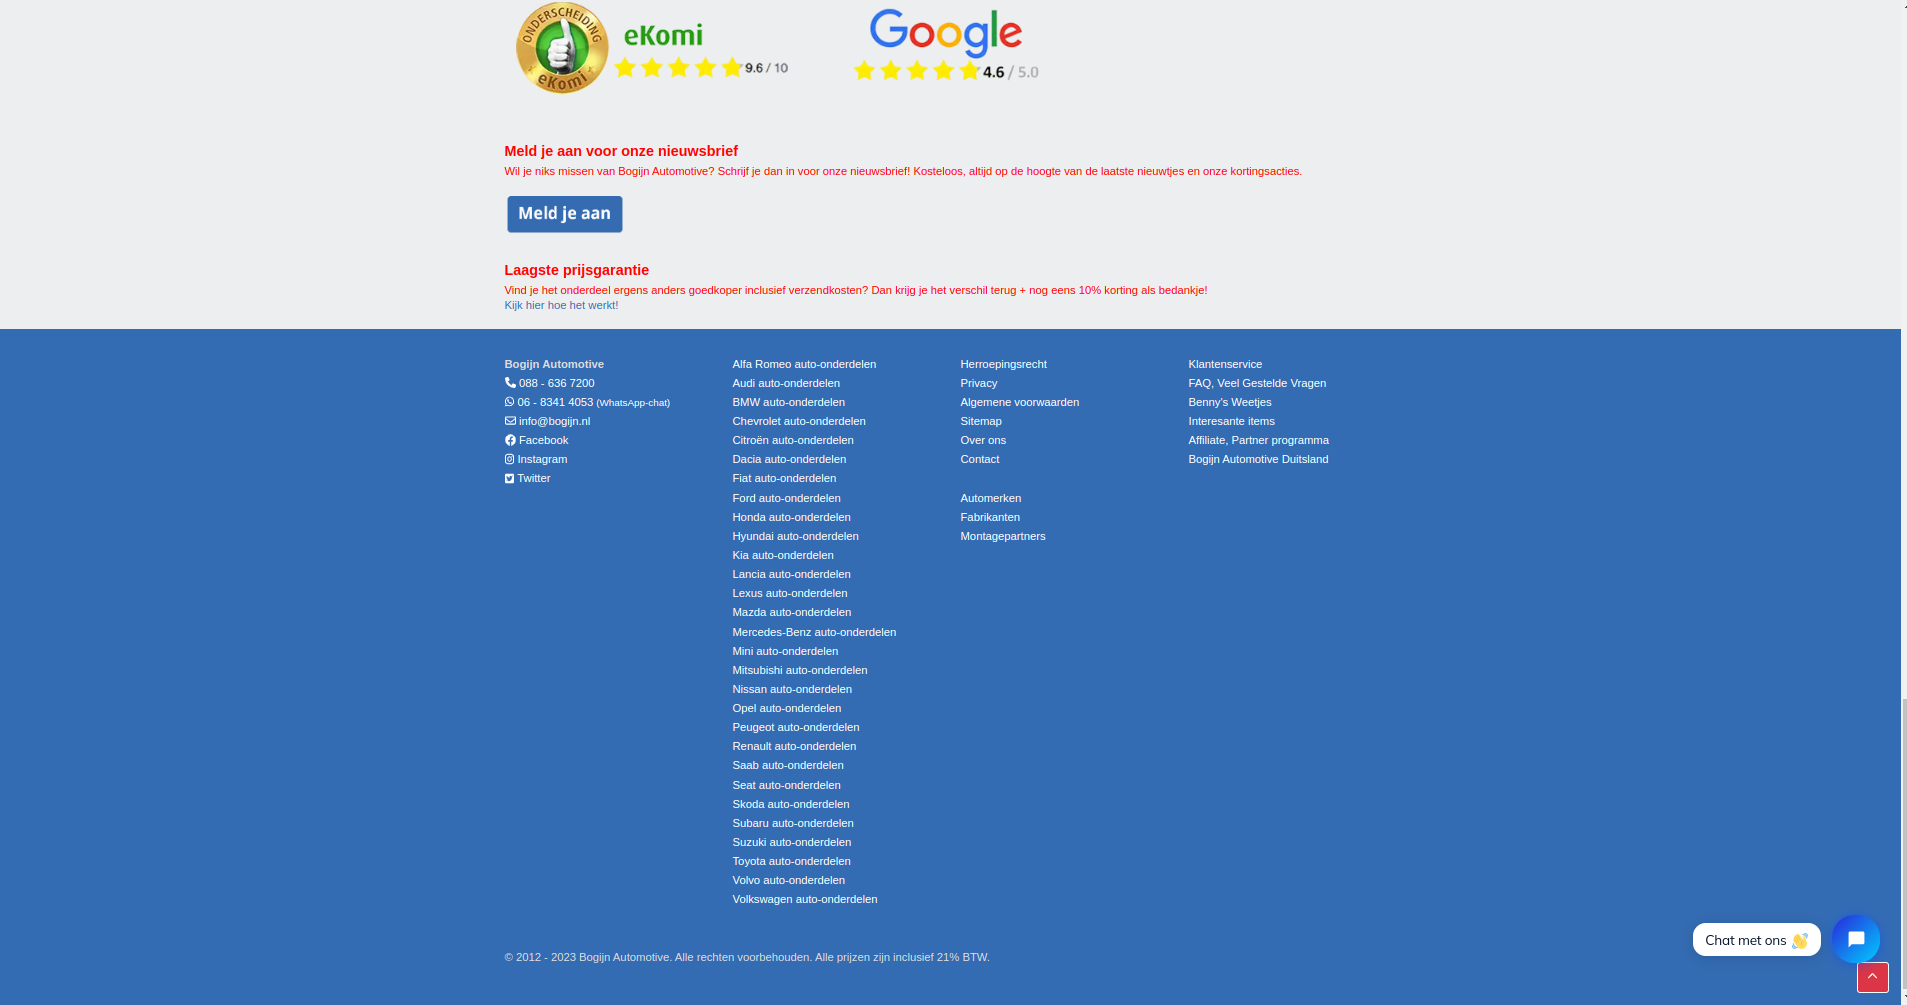 ONDERSCHEIDING
eKomi
eKomi
9.6 / 10
Google
4.6 / 5.0
Meld je aan voor onze nieuwsbrief
Wil je niks missen van Bogijn Automotive? Schrijf je dan in voor onze nieuwsbrief! Kosteloos, altijd op de hoogte van de laatste nieuwtjes en onze kortingsacties.
Meld je aan
Laagste prijsgarantie
Vind je het onderdeel ergens anders goedkoper inclusief verzendkosten? Dan krijg je het verschil terug + nog eens 10% korting als bedankje!
Kijk hier hoe het werkt!
Bogijn Automotive
088 - 636 7200
06 - 8341 4053 (WhatsApp-chat)
info@bogijn.nl
Facebook
Instagram
Twitter
Alfa Romeo auto-onderdelen
Audi auto-onderdelen
BMW auto-onderdelen
Chevrolet auto-onderdelen
Citroën auto-onderdelen
Dacia auto-onderdelen
Fiat auto-onderdelen
Ford auto-onderdelen
Honda auto-onderdelen
Hyundai auto-onderdelen
Kia auto-onderdelen
Lancia auto-onderdelen
Lexus auto-onderdelen
Mazda auto-onderdelen
Mercedes-Benz auto-onderdelen
Mini auto-onderdelen
Mitsubishi auto-onderdelen
Nissan auto-onderdelen
Opel auto-onderdelen
Peugeot auto-onderdelen
Renault auto-onderdelen
Saab auto-onderdelen
Seat auto-onderdelen
Skoda auto-onderdelen
Subaru auto-onderdelen
Suzuki auto-onderdelen
Toyota auto-onderdelen
Volvo auto-onderdelen
Volkswagen auto-onderdelen
Herroepingsrecht
Privacy
Algemene voorwaarden
Sitemap
Over ons
Contact
Automerken
Fabrikanten
Montagepartners
Klantenservice
FAQ, Veel Gestelde Vragen
Benny's Weetjes
Interesante items
Affiliate, Partner programma
Bogijn Automotive Duitsland
Chat met ons 👋
© 2012 - 2023 Bogijn Automotive. Alle rechten voorbehouden. Alle prijzen zijn inclusief 21% BTW.